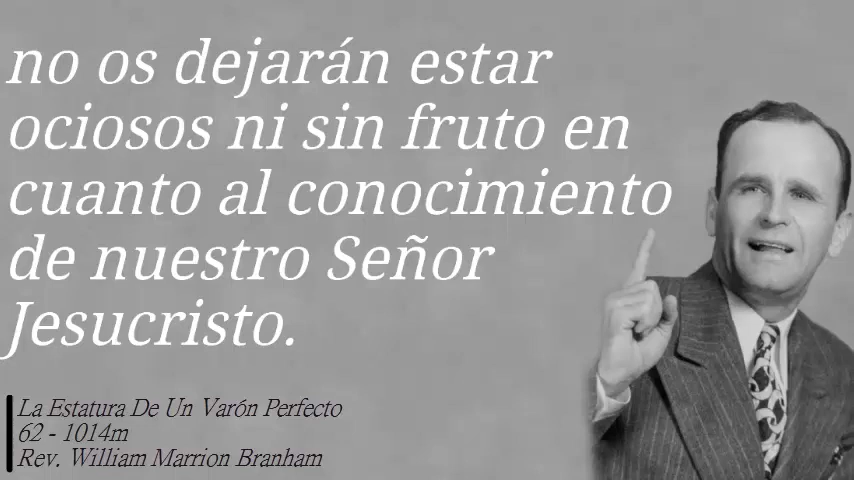 no os dejarán estar
ociosos ni sin fruto en
cuanto al conocimiento
de nuestro Señor
Jesucristo.
La Estatura De Un Varón Perfecto
62 - 1014m
Rev. William Marrion Branham